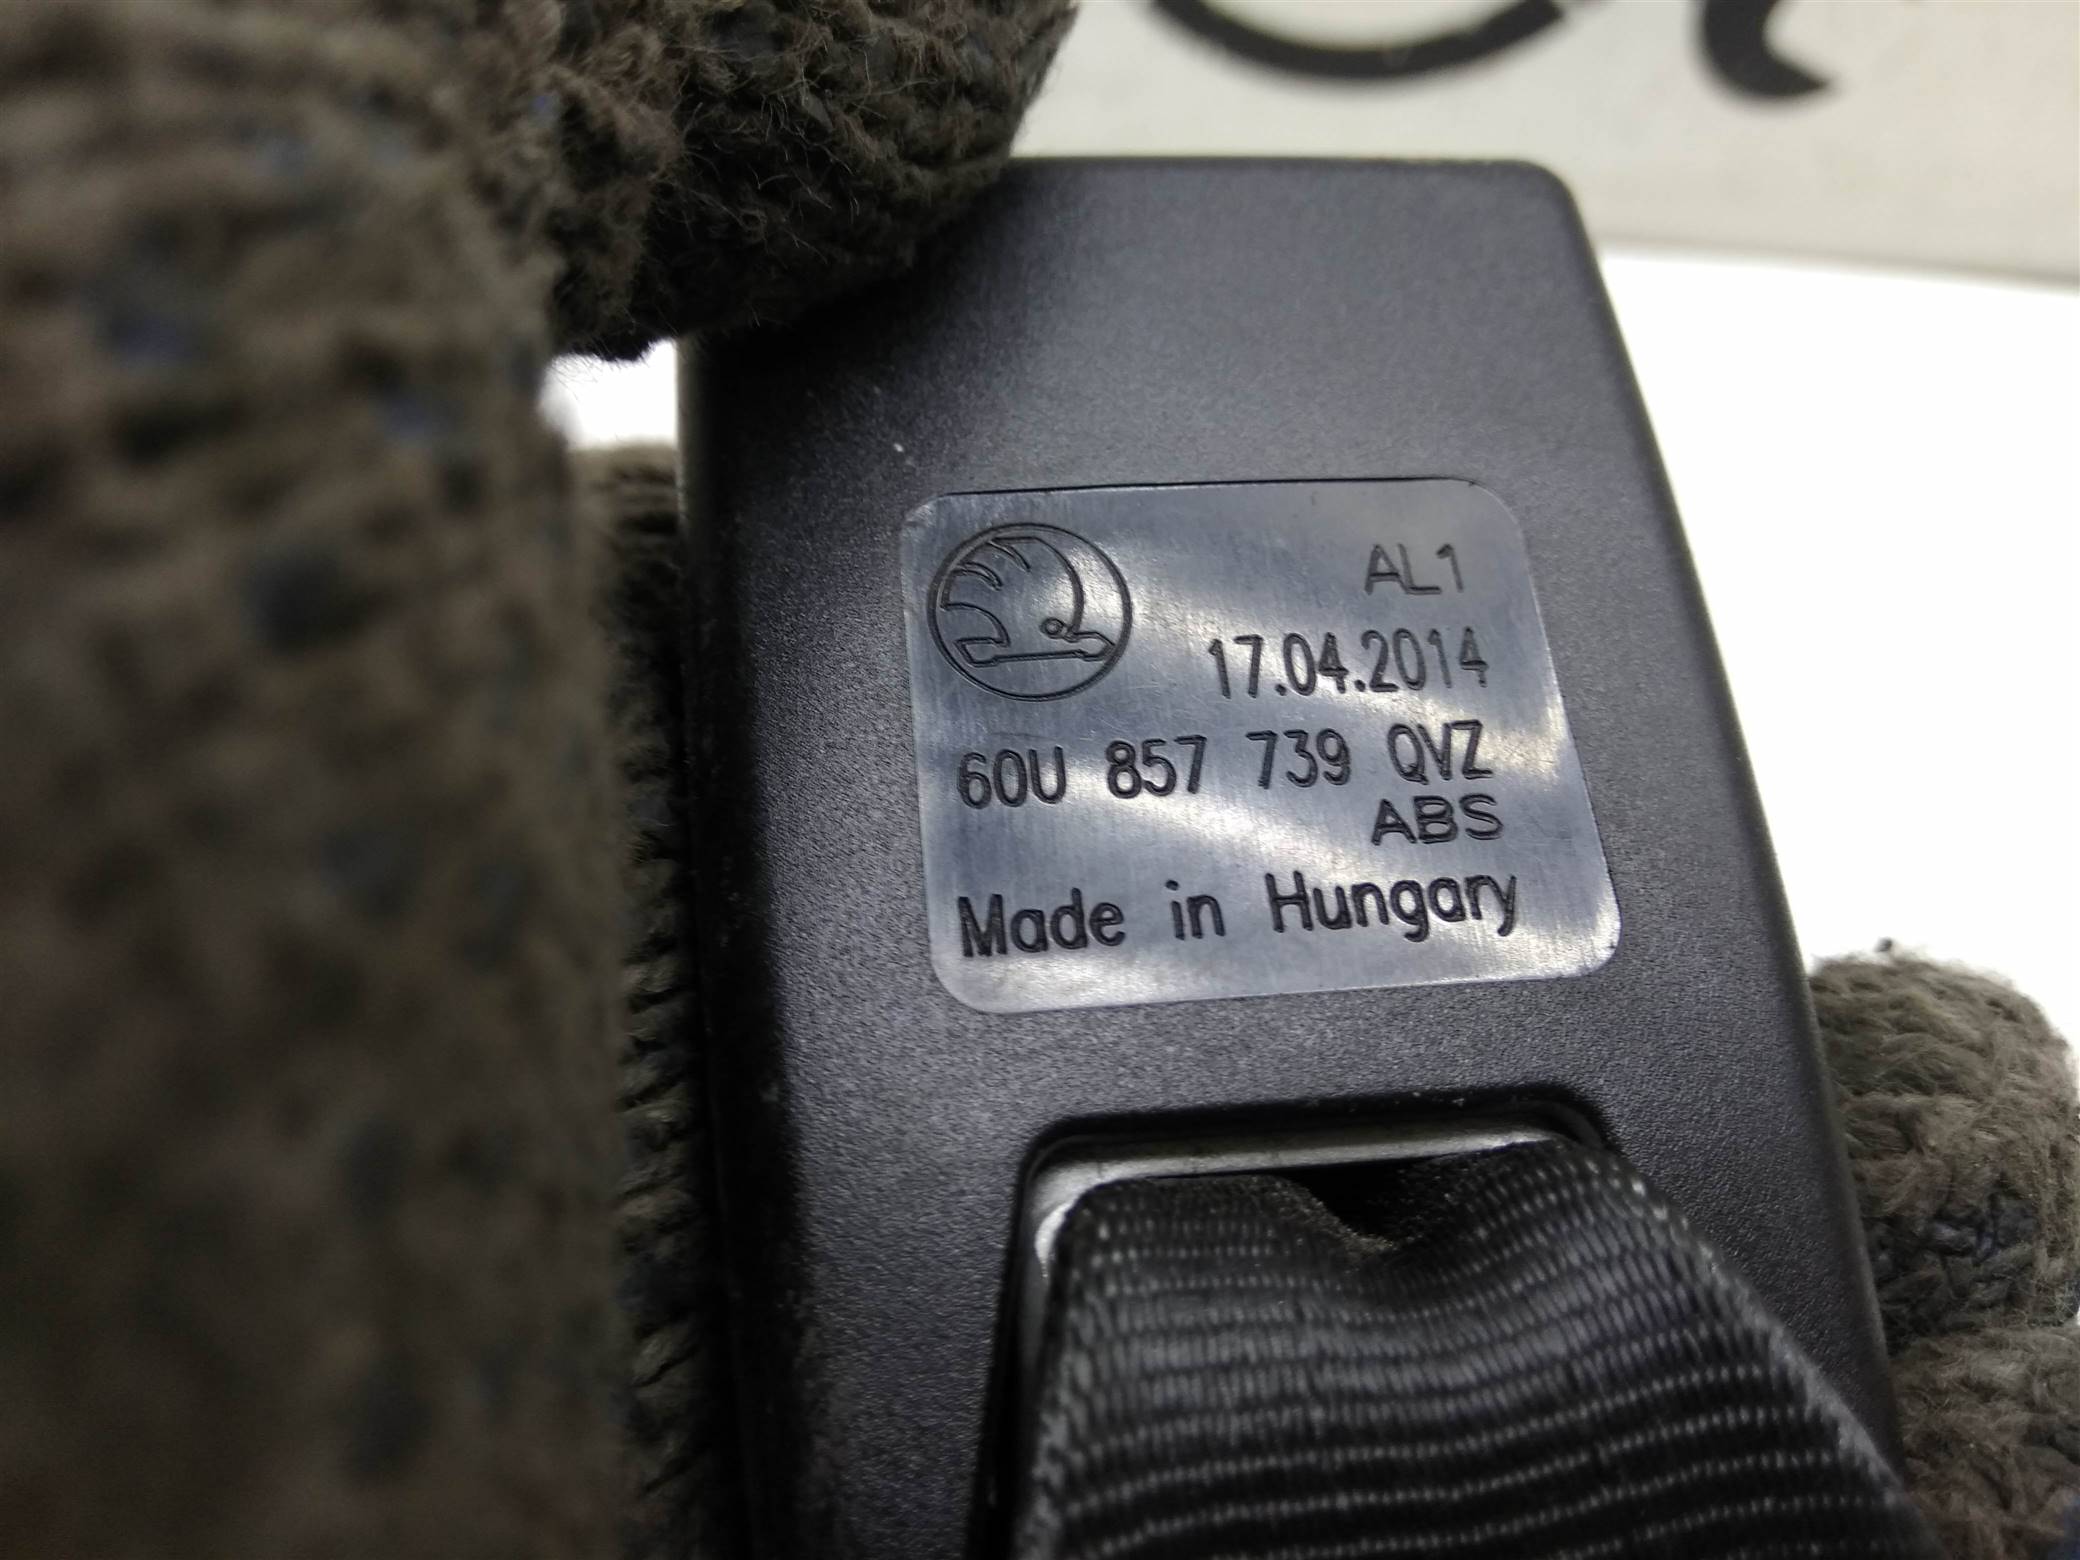 AL1
17.04.2014
60U 857 739 QVZ
ABS
Made in Hungary